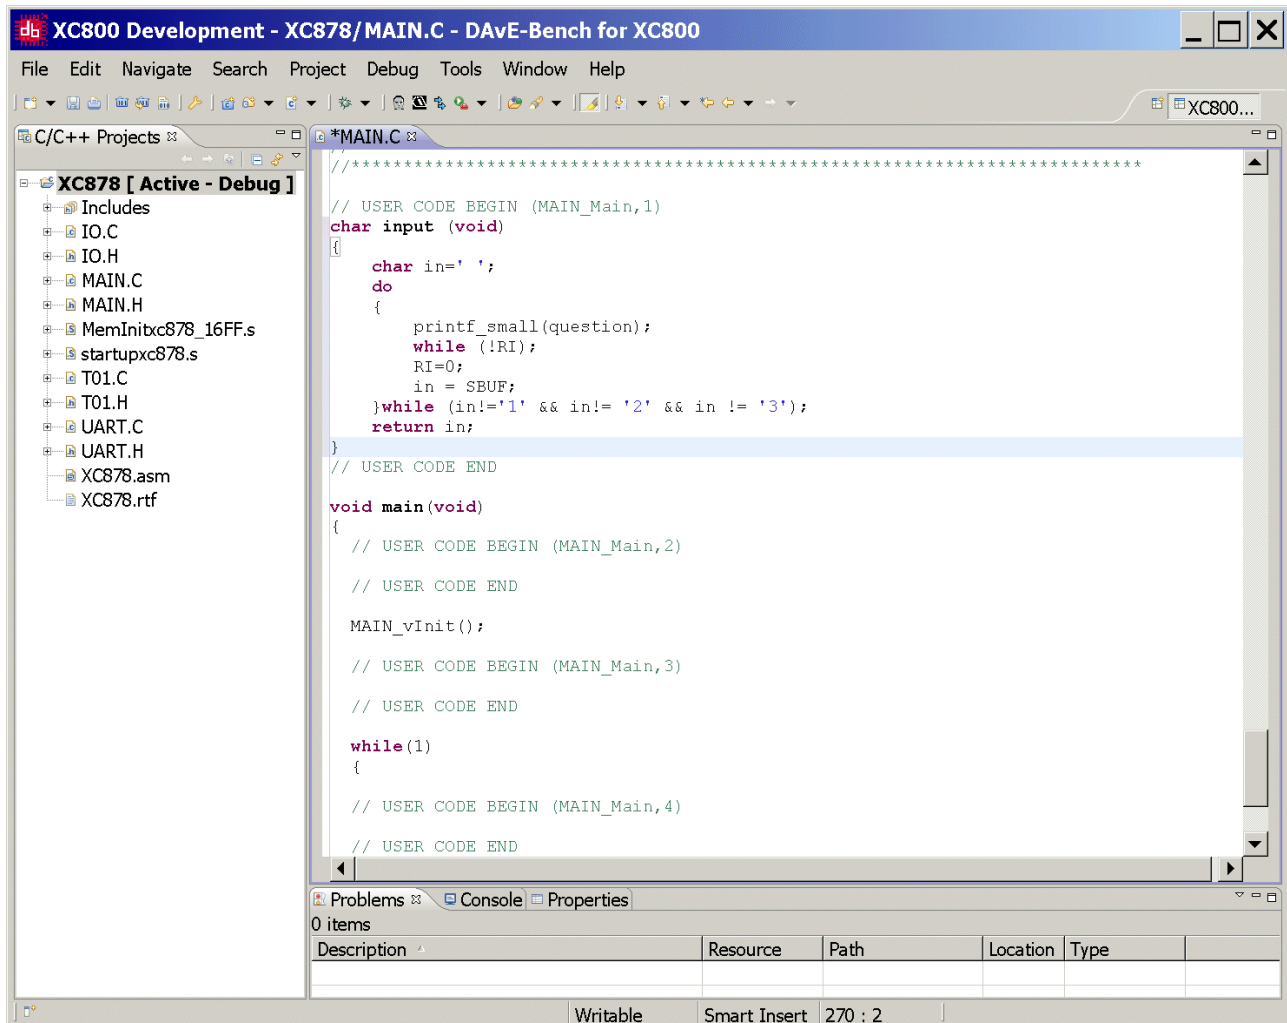 db XC800 Development - XC878/MAIN.C - DAvE-Bench for XC800
File Edit Navigate Search Project Debug Tools Window Help
XC800...
C/C++ Projects
*MAIN.C
XC878 [ Active - Debug ]
Includes
IO.C
IO.H
MAIN.C
MAIN.H
MemInitxc878_16FF.s
startupxc878.s
T01.C
T01.H
UART.C
UART.H
XC878.asm
XC878.rtf
//****************************************************************************
// USER CODE BEGIN (MAIN_Main,1)
char input (void)
{
char in=' ';
do
{
printf_small(question);
while (!RI);
RI=0;
in = SBUF;
}while (in!='1' && in!= '2' && in != '3');
return in;
}
// USER CODE END
void main(void)
{
// USER CODE BEGIN (MAIN_Main,2)
// USER CODE END
MAIN_vInit();
// USER CODE BEGIN (MAIN_Main,3)
// USER CODE END
while(1)
{
// USER CODE BEGIN (MAIN_Main,4)
// USER CODE END
Problems Console Properties
0 items
Description Resource Path Location Type
Writable Smart Insert 270 : 2